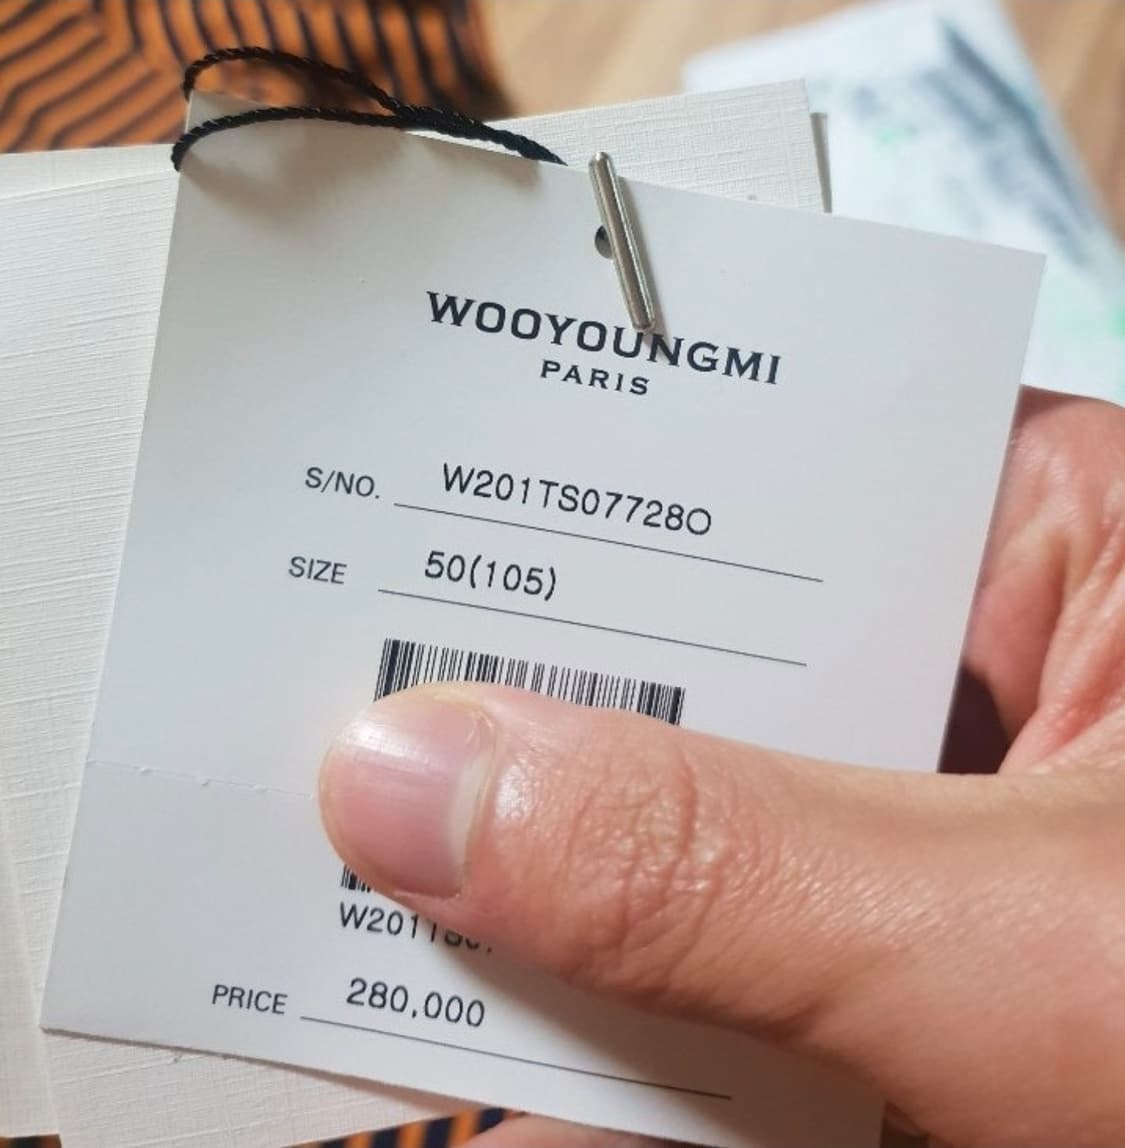 WOOYOUNGMI
PARIS
S/NO. W201TS07728O
SIZE 50(105)
PRICE 280,000